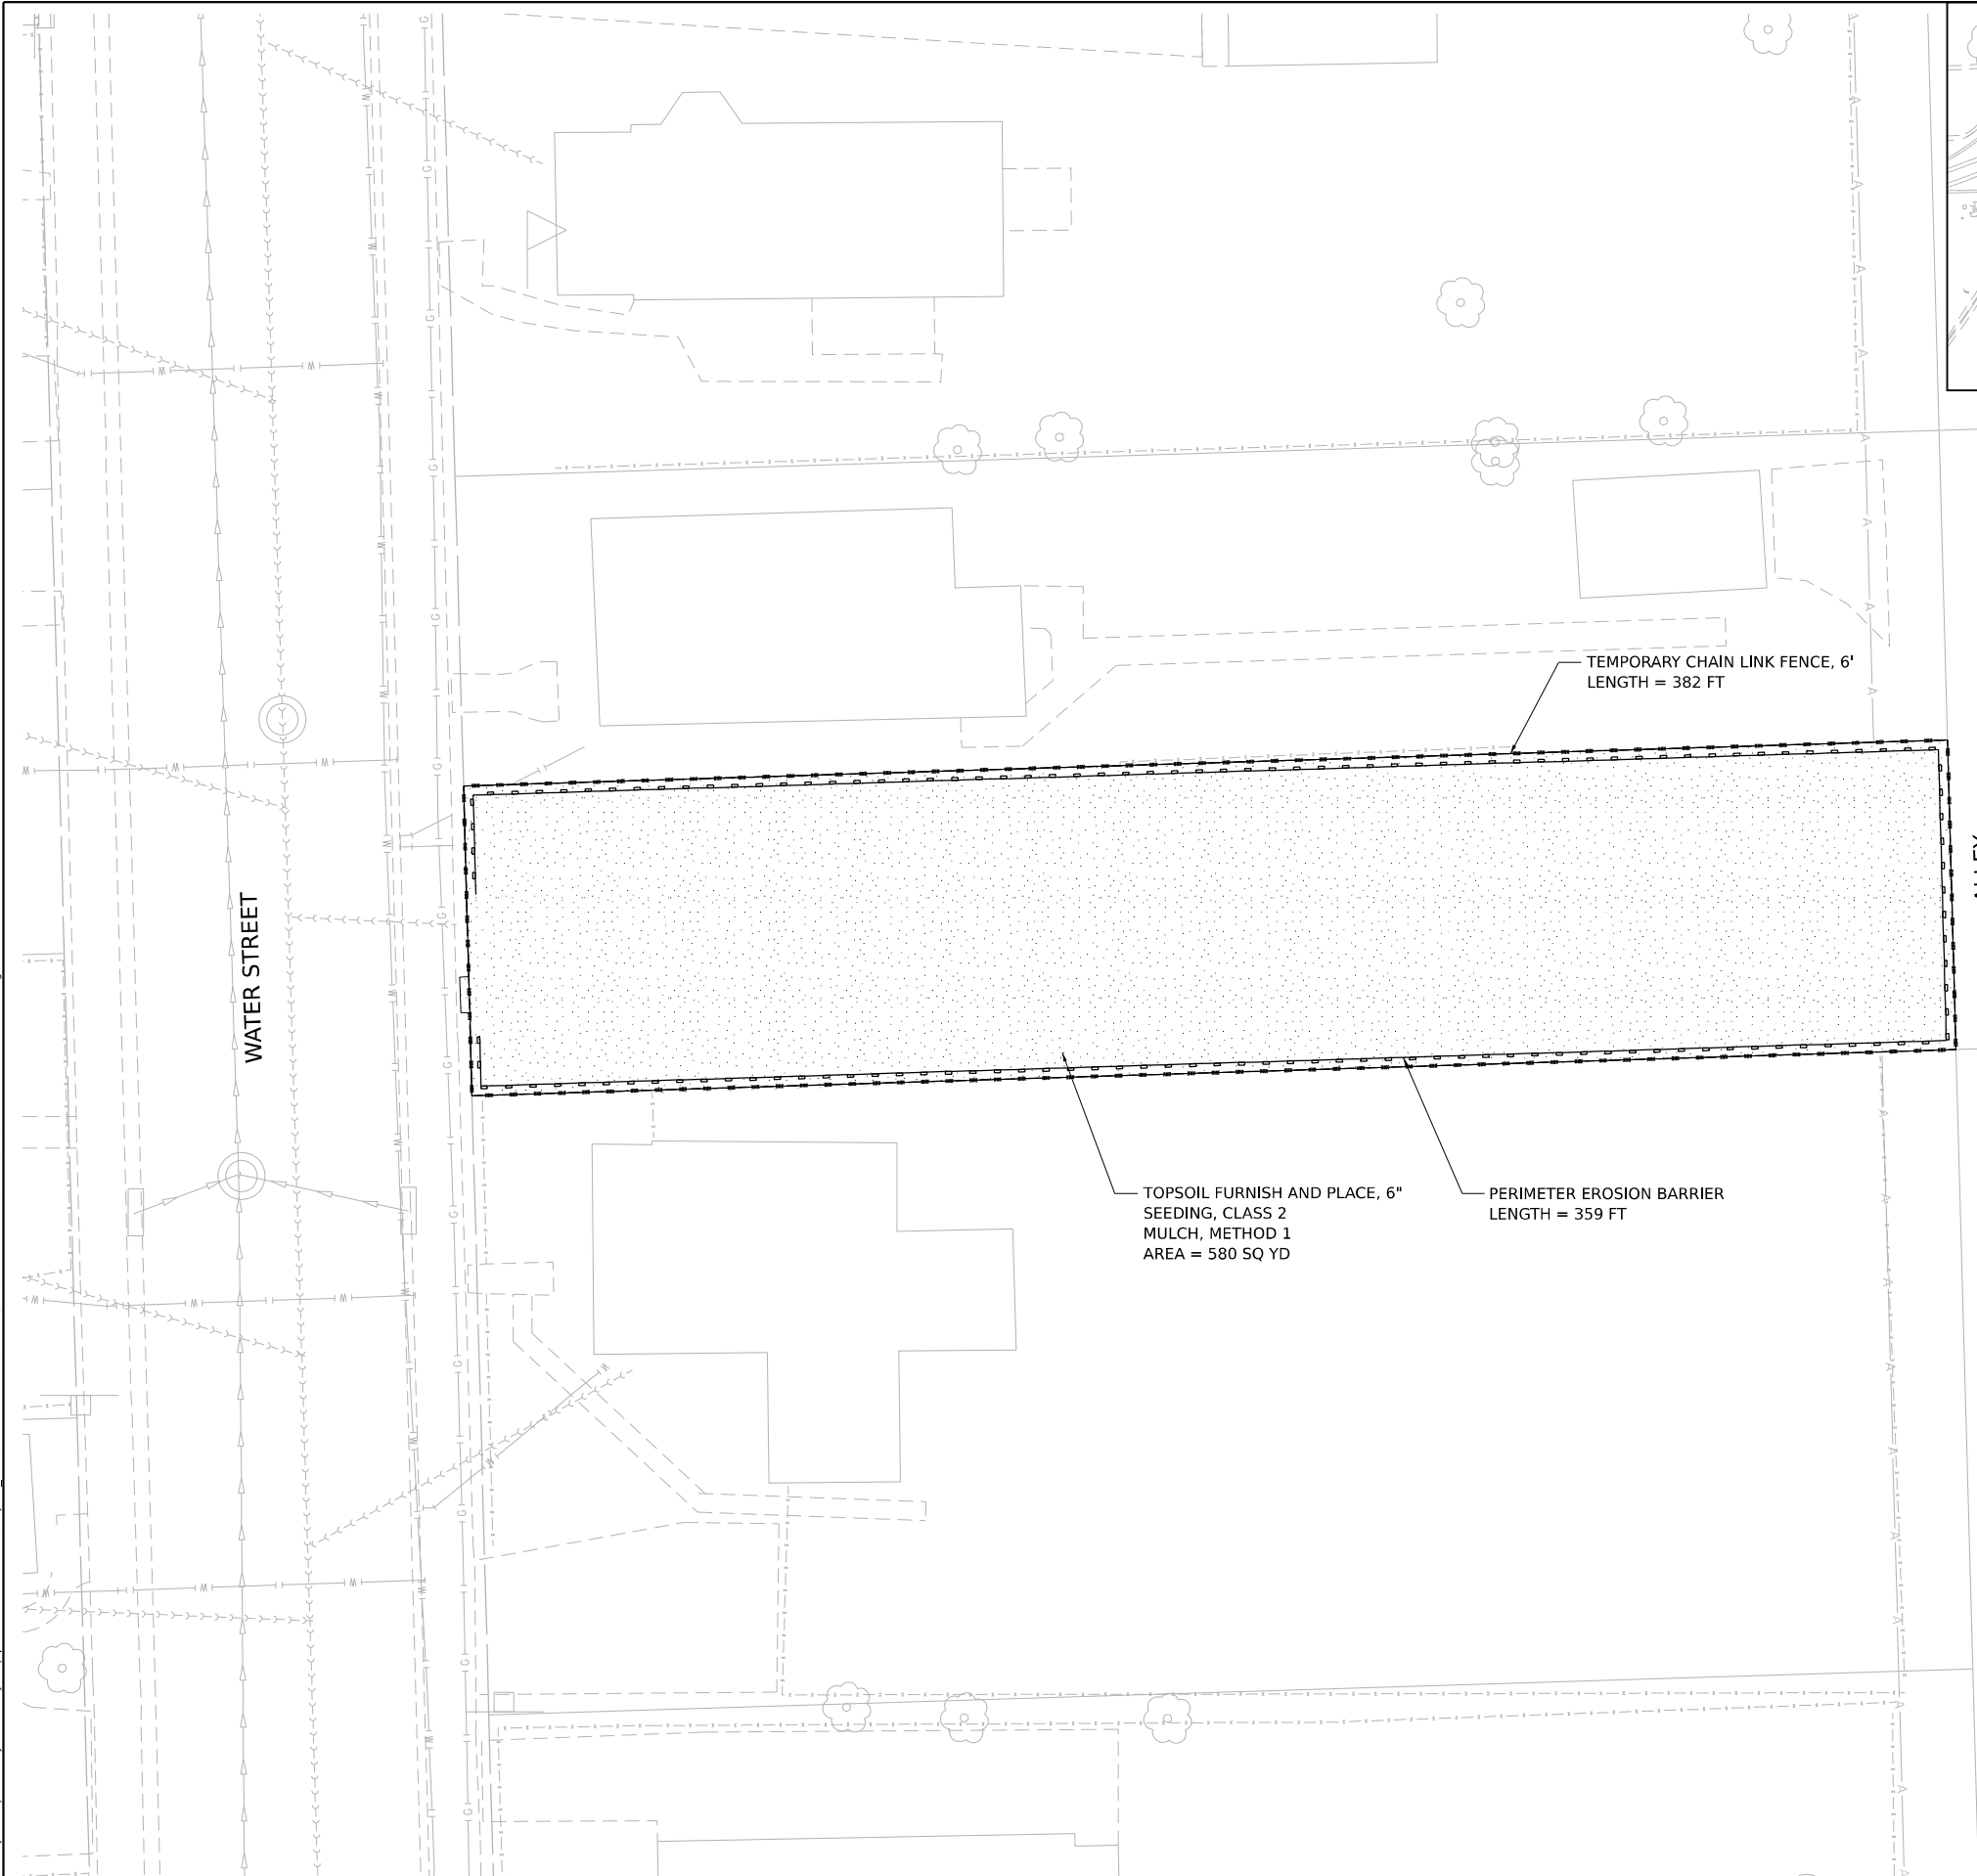 TEMPORARY CHAIN LINK FENCE, 6'
LENGTH = 382 FT
WATER STREET
TOPSOIL FURNISH AND PLACE, 6"
SEEDING, CLASS 2
MULCH, METHOD 1
AREA = 580 SQ YD
PERIMETER EROSION BARRIER
LENGTH = 359 FT